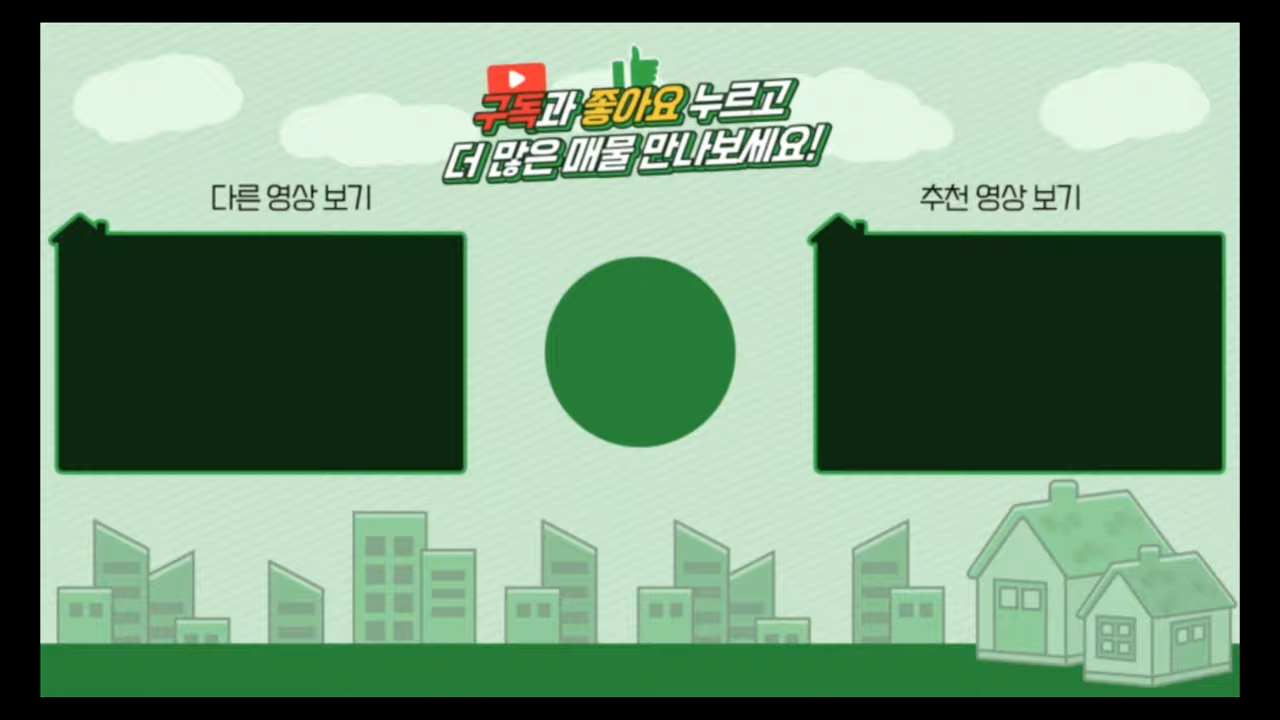 구독과 좋아요 누르고
더 많은 매물 만나보세요!
다른 영상 보기
추천 영상 보기